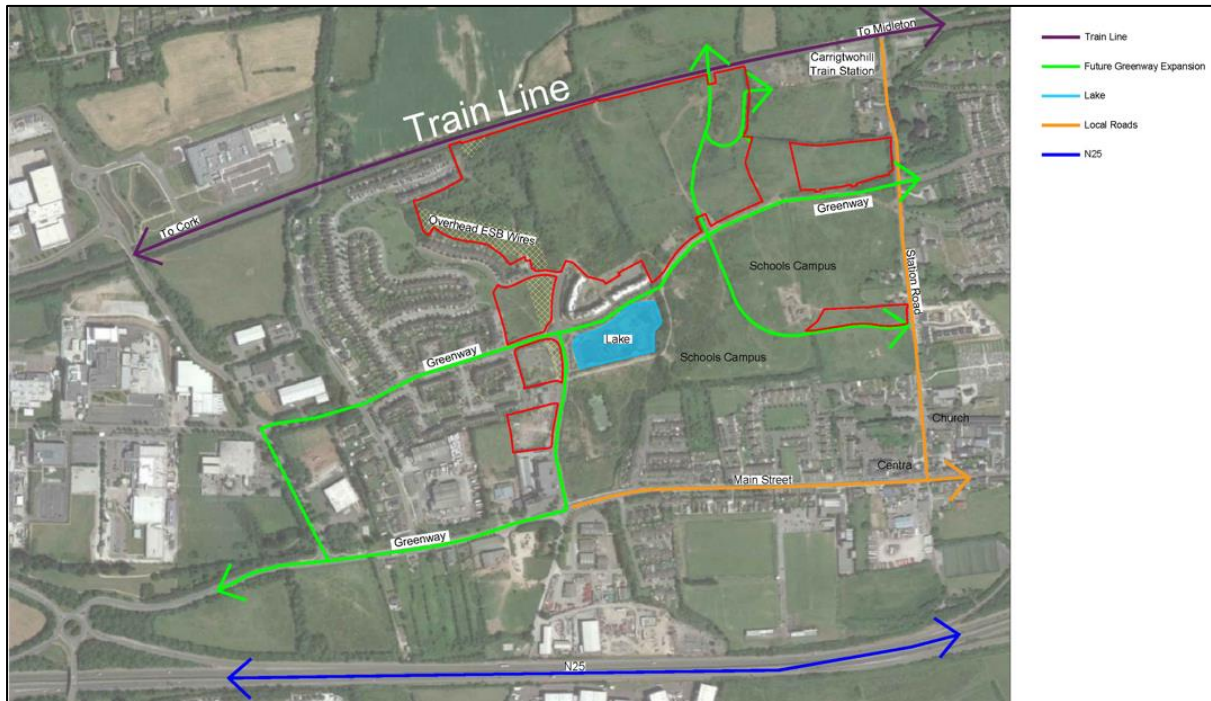 To Midleton
Carrigtwohill
Train Station
Train Line
To Cork
Overhead ESB Wires
Greenway
Schools Campus
Station Road
Lake
Greenway
Schools Campus
Church
Centra
Main Street
Greenway
N25
Train Line
Future Greenway Expansion
Lake
Local Roads
N25